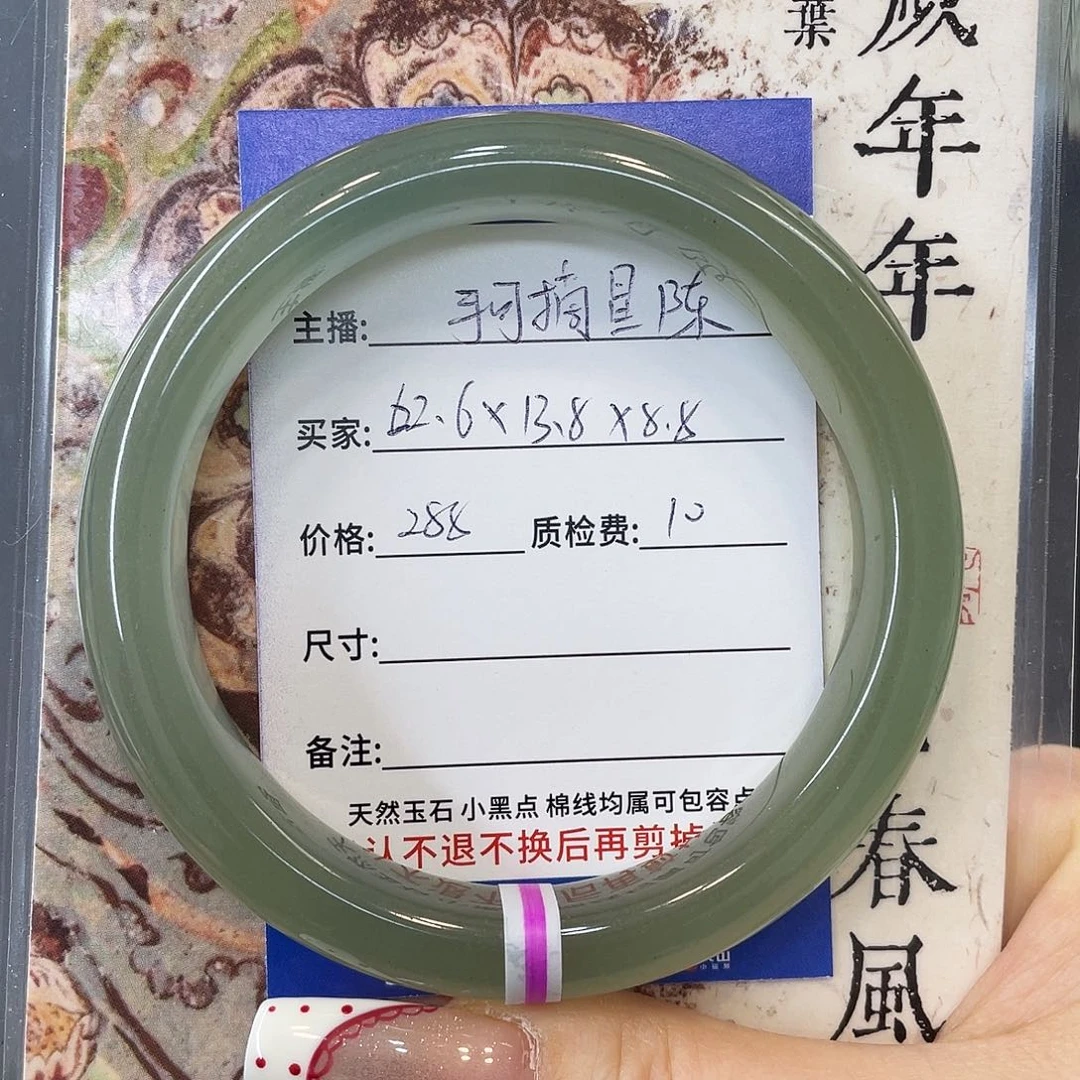 葉
歲
年
年
春
風
主播: 珂摘星陈
买家: 62.6×13.8×8.8
价格: 288 质检费: 10
尺寸:
备注:
天然玉石 小黑点 棉线均属可包容
认不退不换后再剪掉